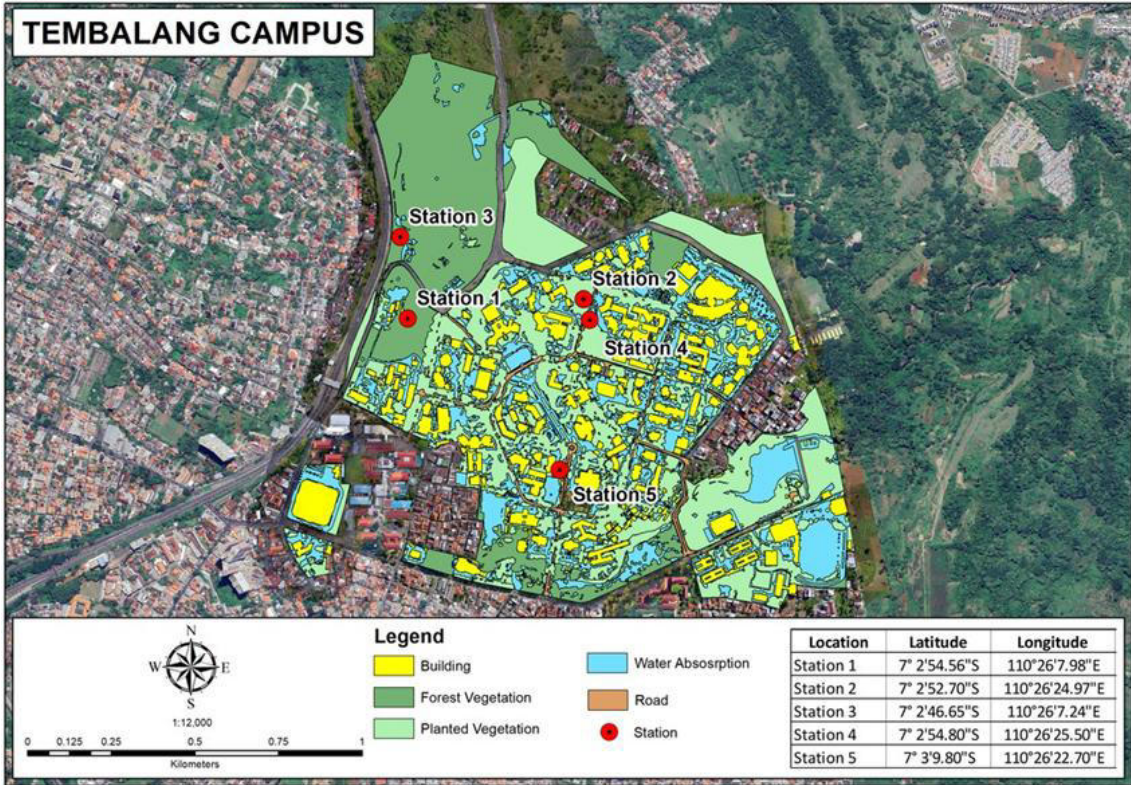 TEMBALANG CAMPUS
Station 3
Station 1
Station 2
Station 4
Station 5
N
W E
S
1:12,000
0 0.125 0.25 0.5 0.75 1
Kilometers
Legend
Building
Forest Vegetation
Planted Vegetation
Water Absosrption
Road
Station
Location Latitude Longitude
Station 1 7° 2'54.56"S 110°26'7.98"E
Station 2 7° 2'52.70"S 110°26'24.97"E
Station 3 7° 2'46.65"S 110°26'7.24"E
Station 4 7° 2'54.80"S 110°26'25.50"E
Station 5 7° 3'9.80"S 110°26'22.70"E